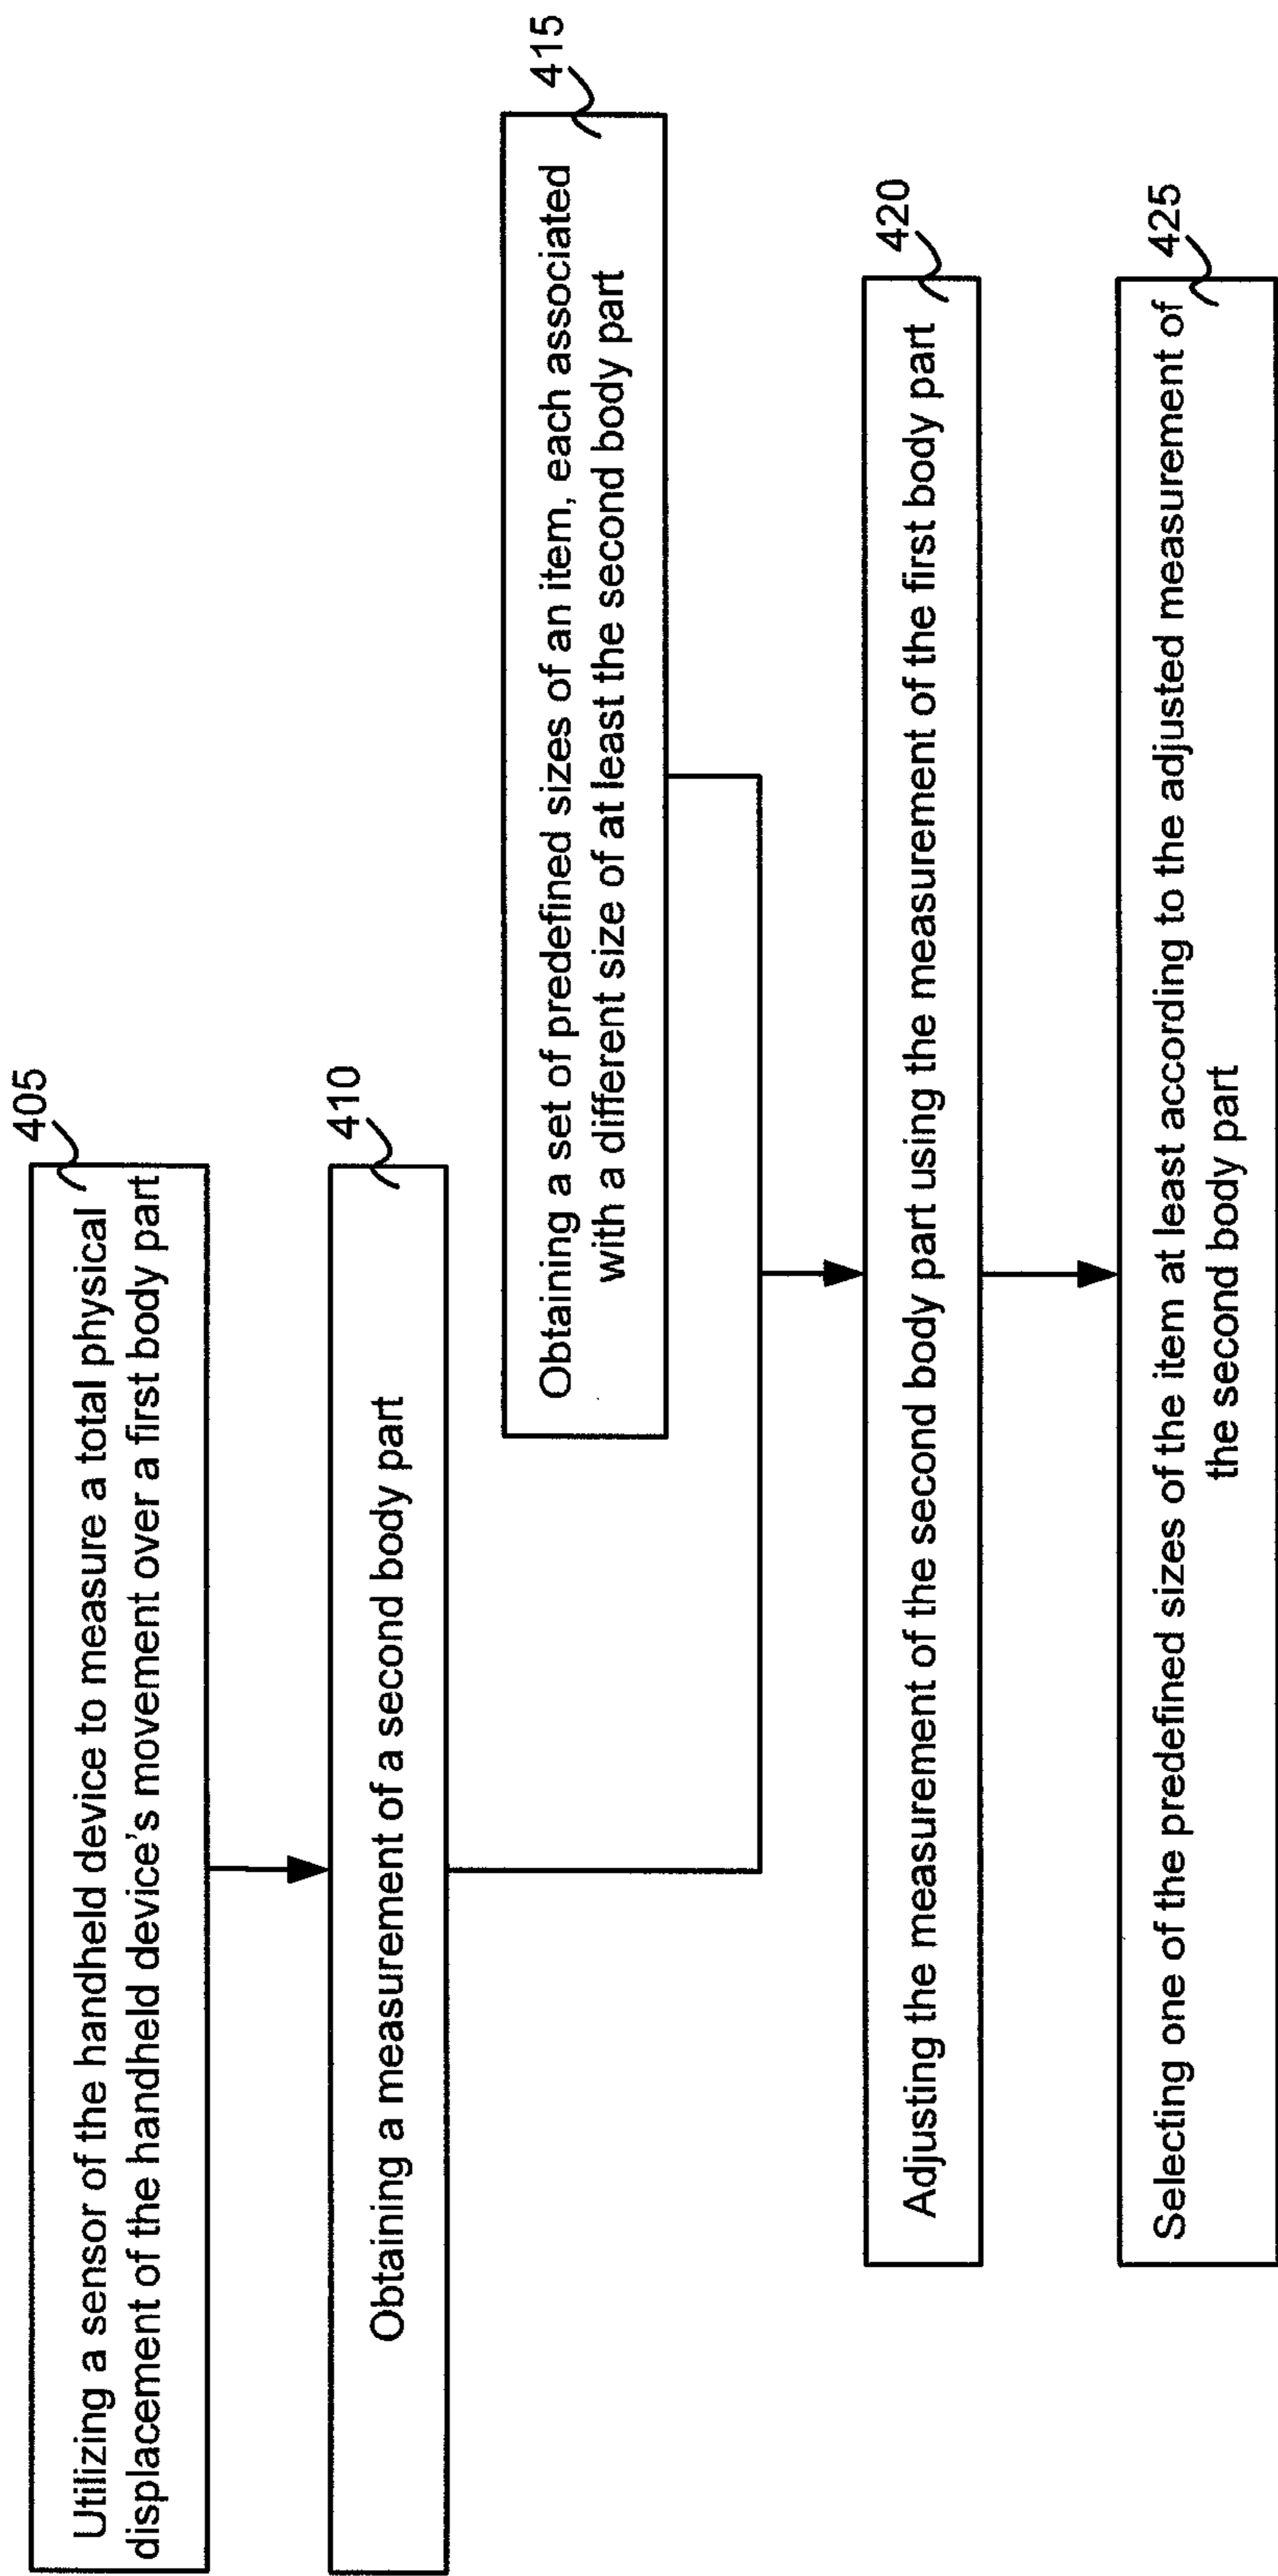 405
Utilizing a sensor of the handheld device to measure a total physical
displacement of the handheld device's movement over a first body part
410
Obtaining a measurement of a second body part
415
Obtaining a set of predefined sizes of an item, each associated
with a different size of at least the second body part
420
Adjusting the measurement of the second body part using the measurement of the first body part
425
Selecting one of the predefined sizes of the item at least according to the adjusted measurement of
the second body part